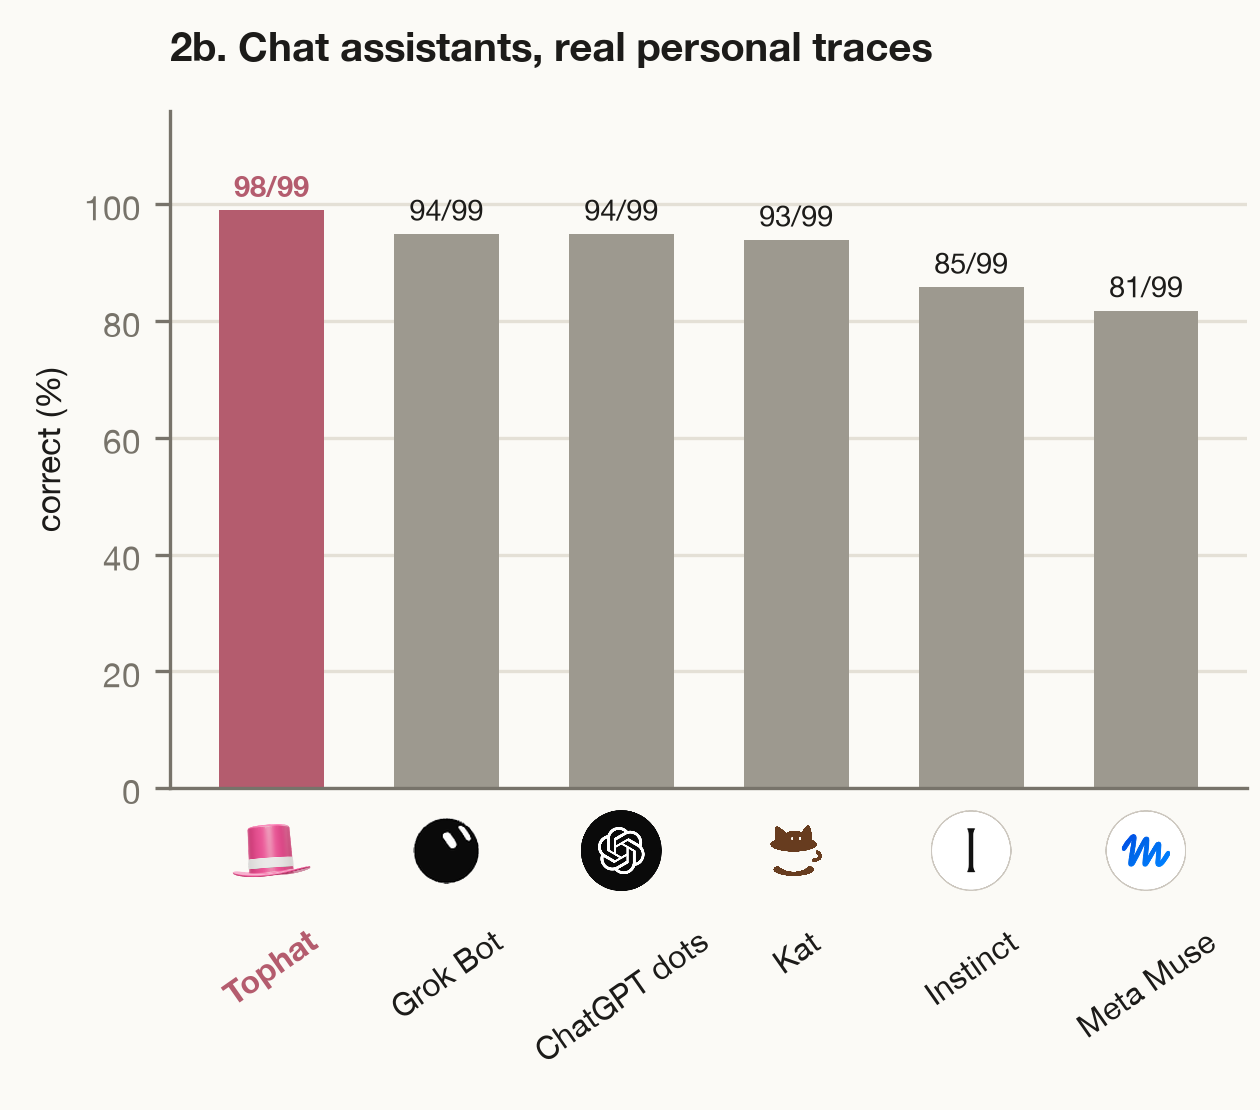 2b. Chat assistants, real personal traces
correct (%)
100
80
60
40
20
0
98/99
94/99
94/99
93/99
85/99
81/99
Tophat
Grok Bot
ChatGPT dots
Kat
Instinct
Meta Muse